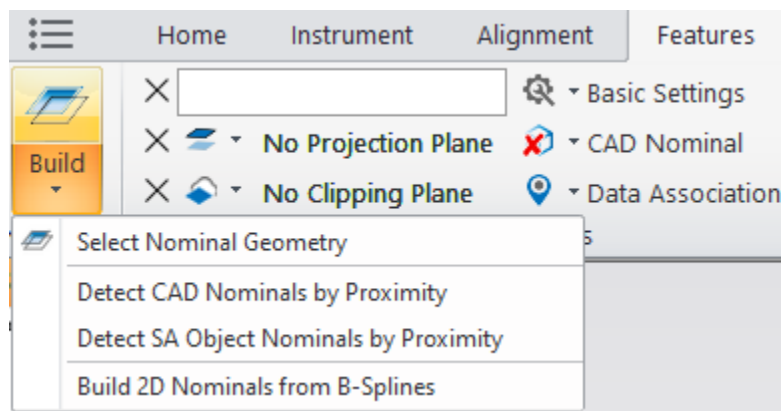 Home Instrument Alignment Features
Basic Settings
No Projection Plane CAD Nominal
Build
No Clipping Plane Data Association
Select Nominal Geometry
Detect CAD Nominals by Proximity
Detect SA Object Nominals by Proximity
Build 2D Nominals from B-Splines